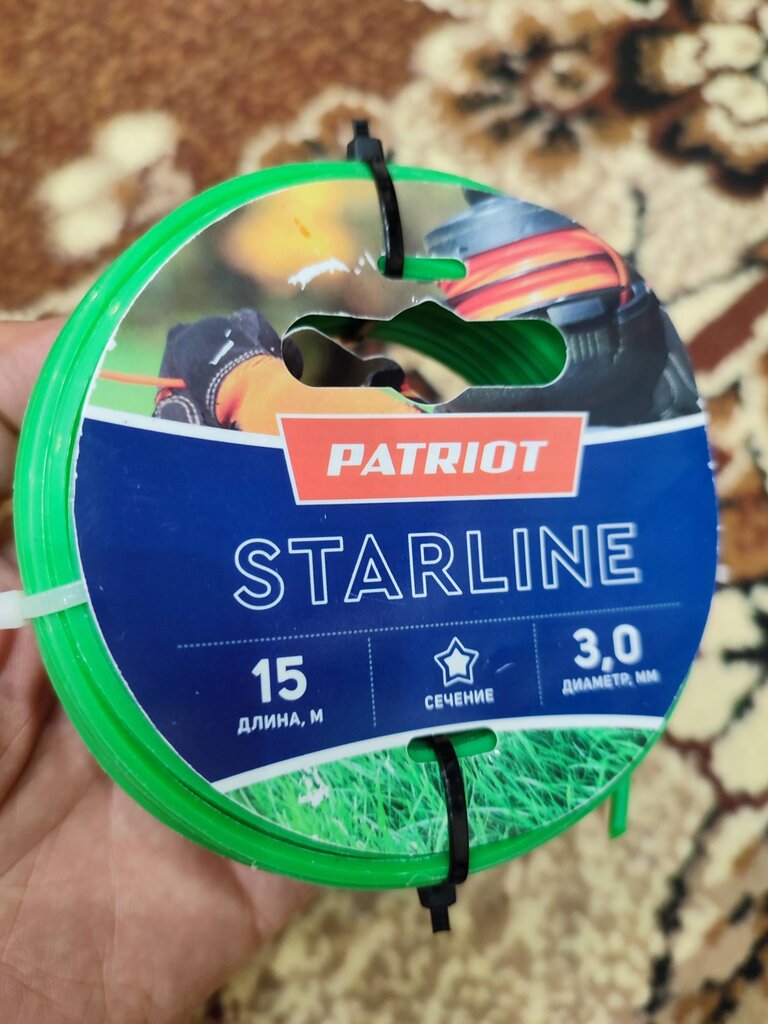 PATRIOT
STARLINE
15
ДЛИНА, М
СЕЧЕНИЕ
3,0
ДИАМЕТР, ММ